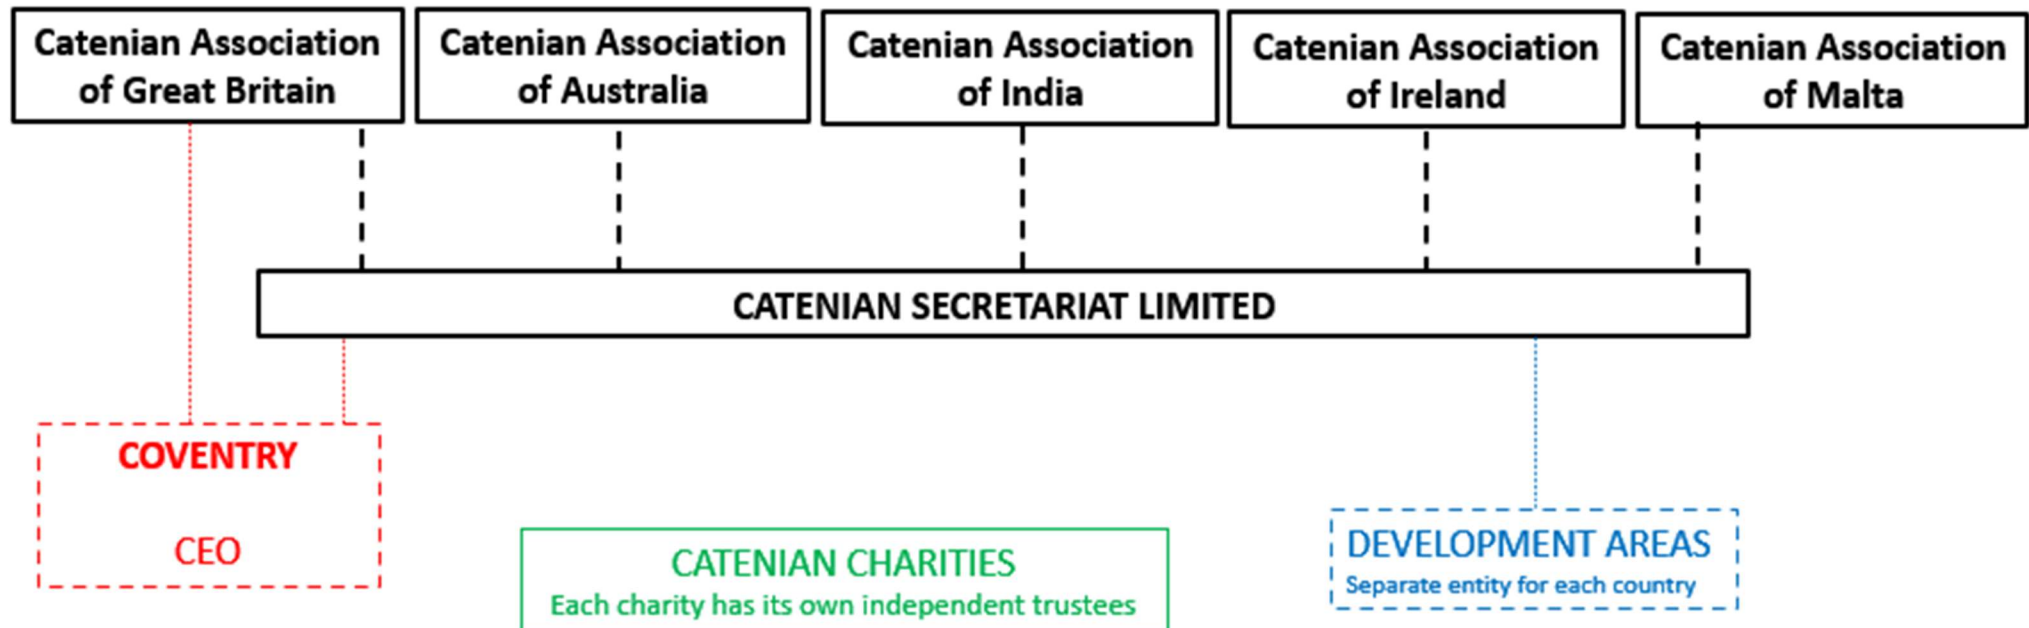 Catenian Association
of Great Britain
Catenian Association
of Australia
Catenian Association
of India
Catenian Association
of Ireland
Catenian Association
of Malta
CATENIAN SECRETARIAT LIMITED
COVENTRY
CEO
CATENIAN CHARITIES
Each charity has its own independent trustees
DEVELOPMENT AREAS
Separate entity for each country